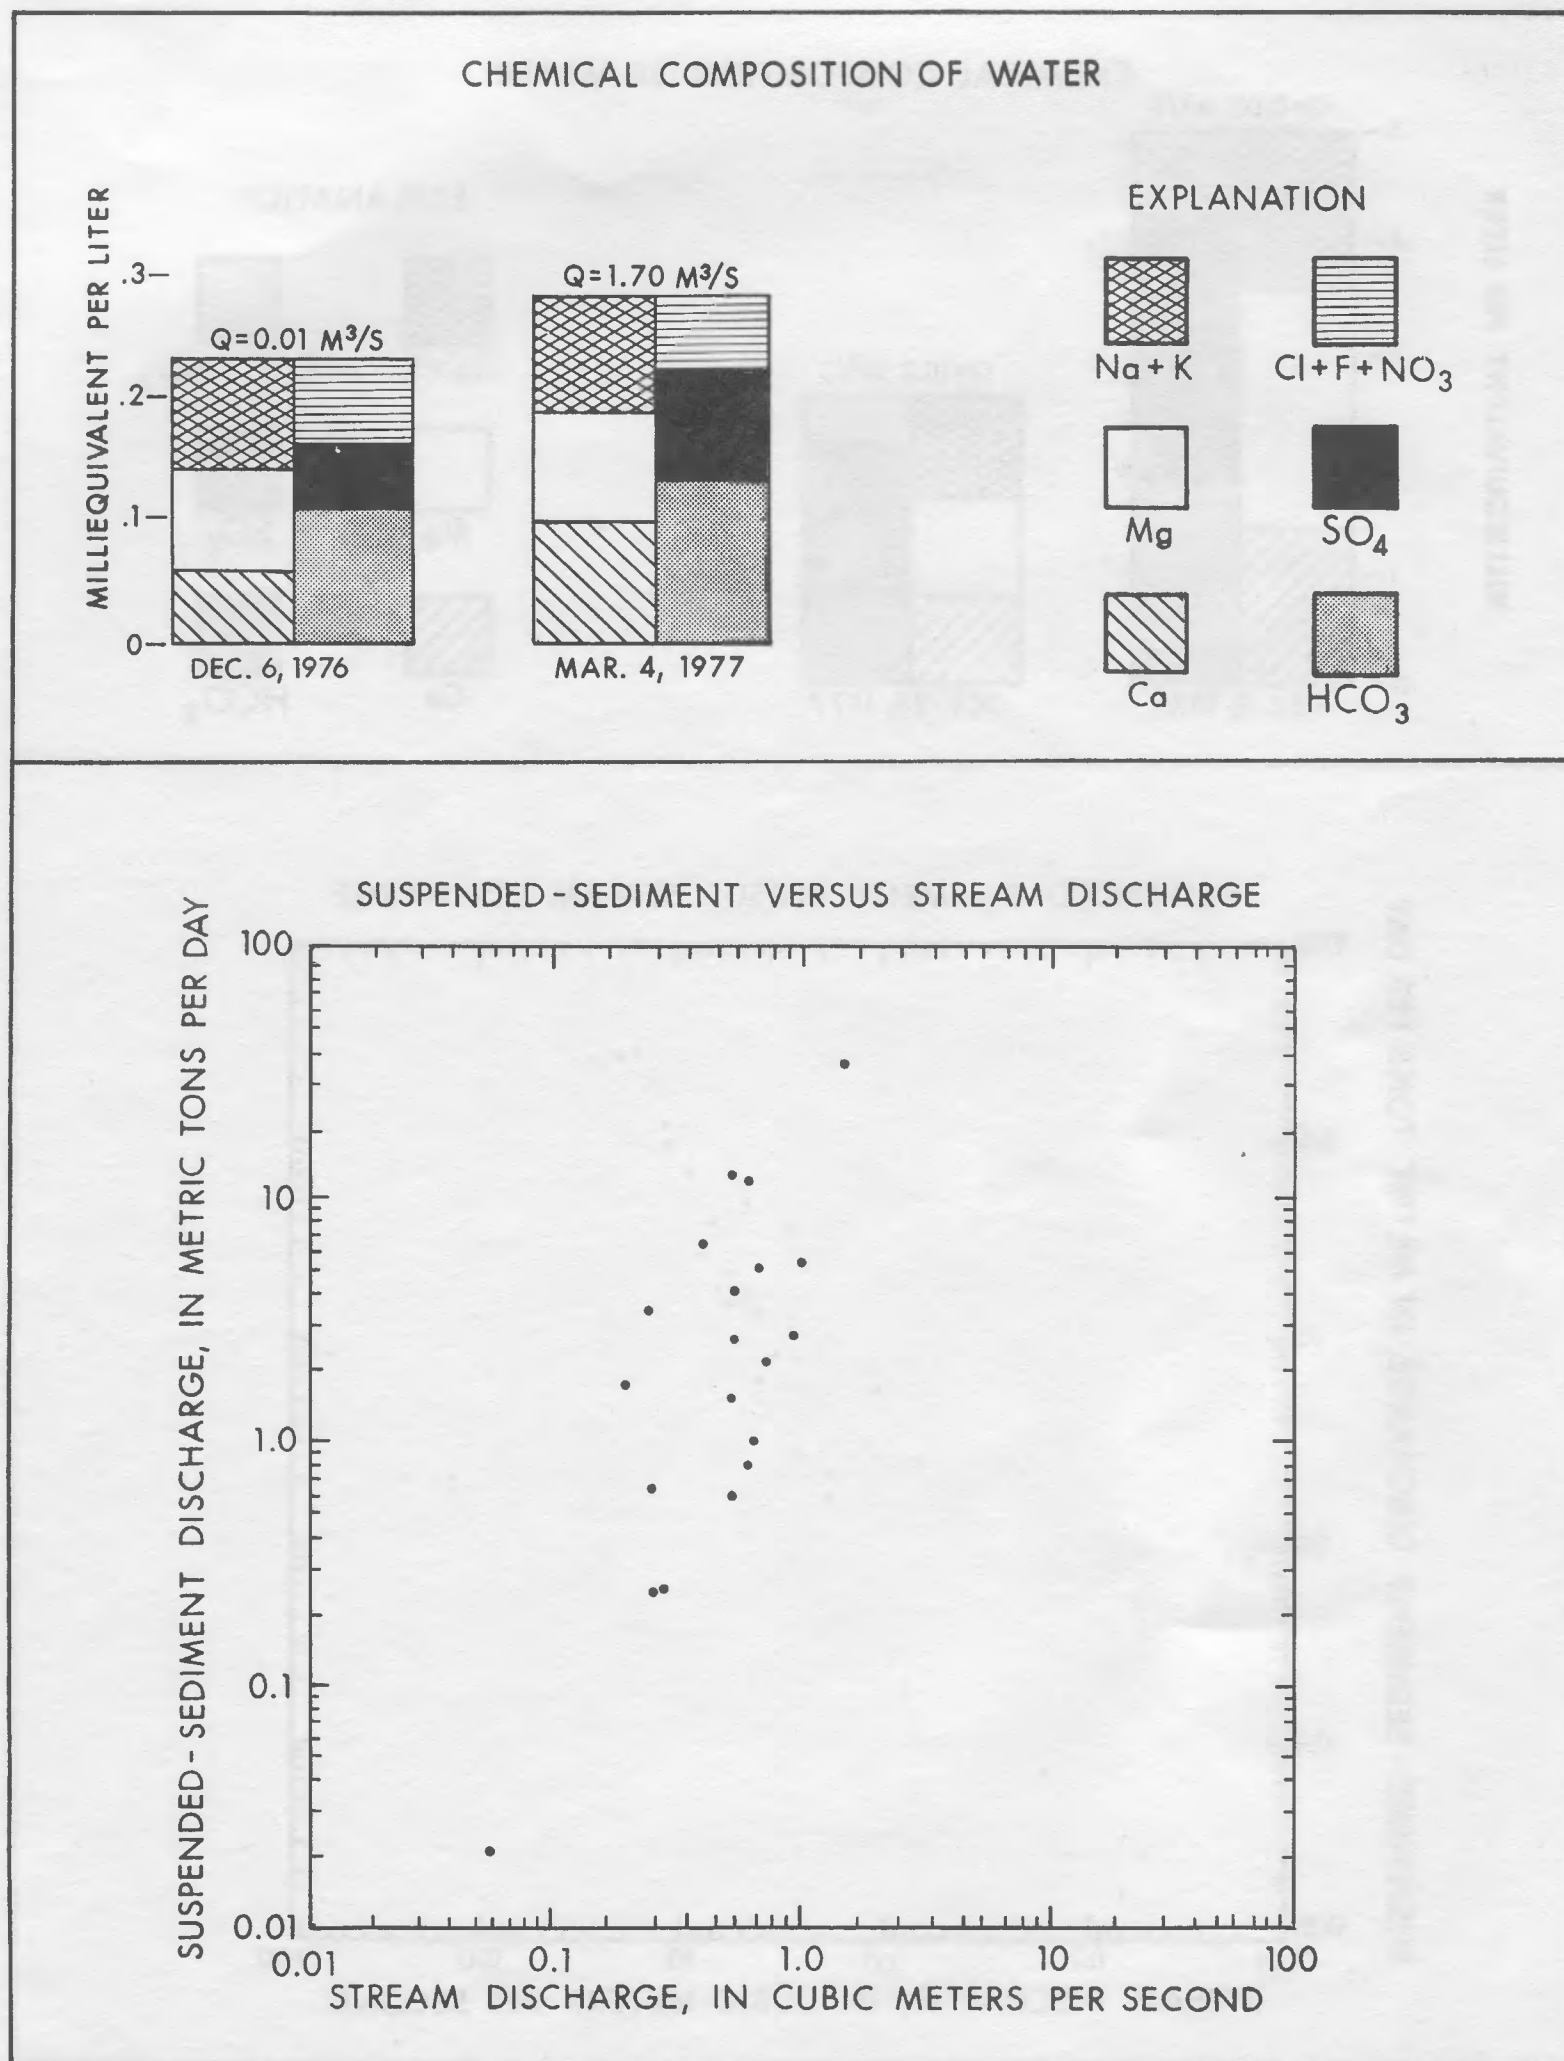 CHEMICAL COMPOSITION OF WATER
MILLIEQUIVALENT PER LITER
.3
.2
.1
0
Q=0.01 M³/S
DEC. 6, 1976
Q=1.70 M³/S
MAR. 4, 1977
EXPLANATION
Na+K
Cl+F+NO₃
Mg
SO₄
Ca
HCO₃
SUSPENDED-SEDIMENT VERSUS STREAM DISCHARGE
SUSPENDED-SEDIMENT DISCHARGE, IN METRIC TONS PER DAY
100
10
1.0
0.1
0.01
0.01 0.1 1.0 10 100
STREAM DISCHARGE, IN CUBIC METERS PER SECOND